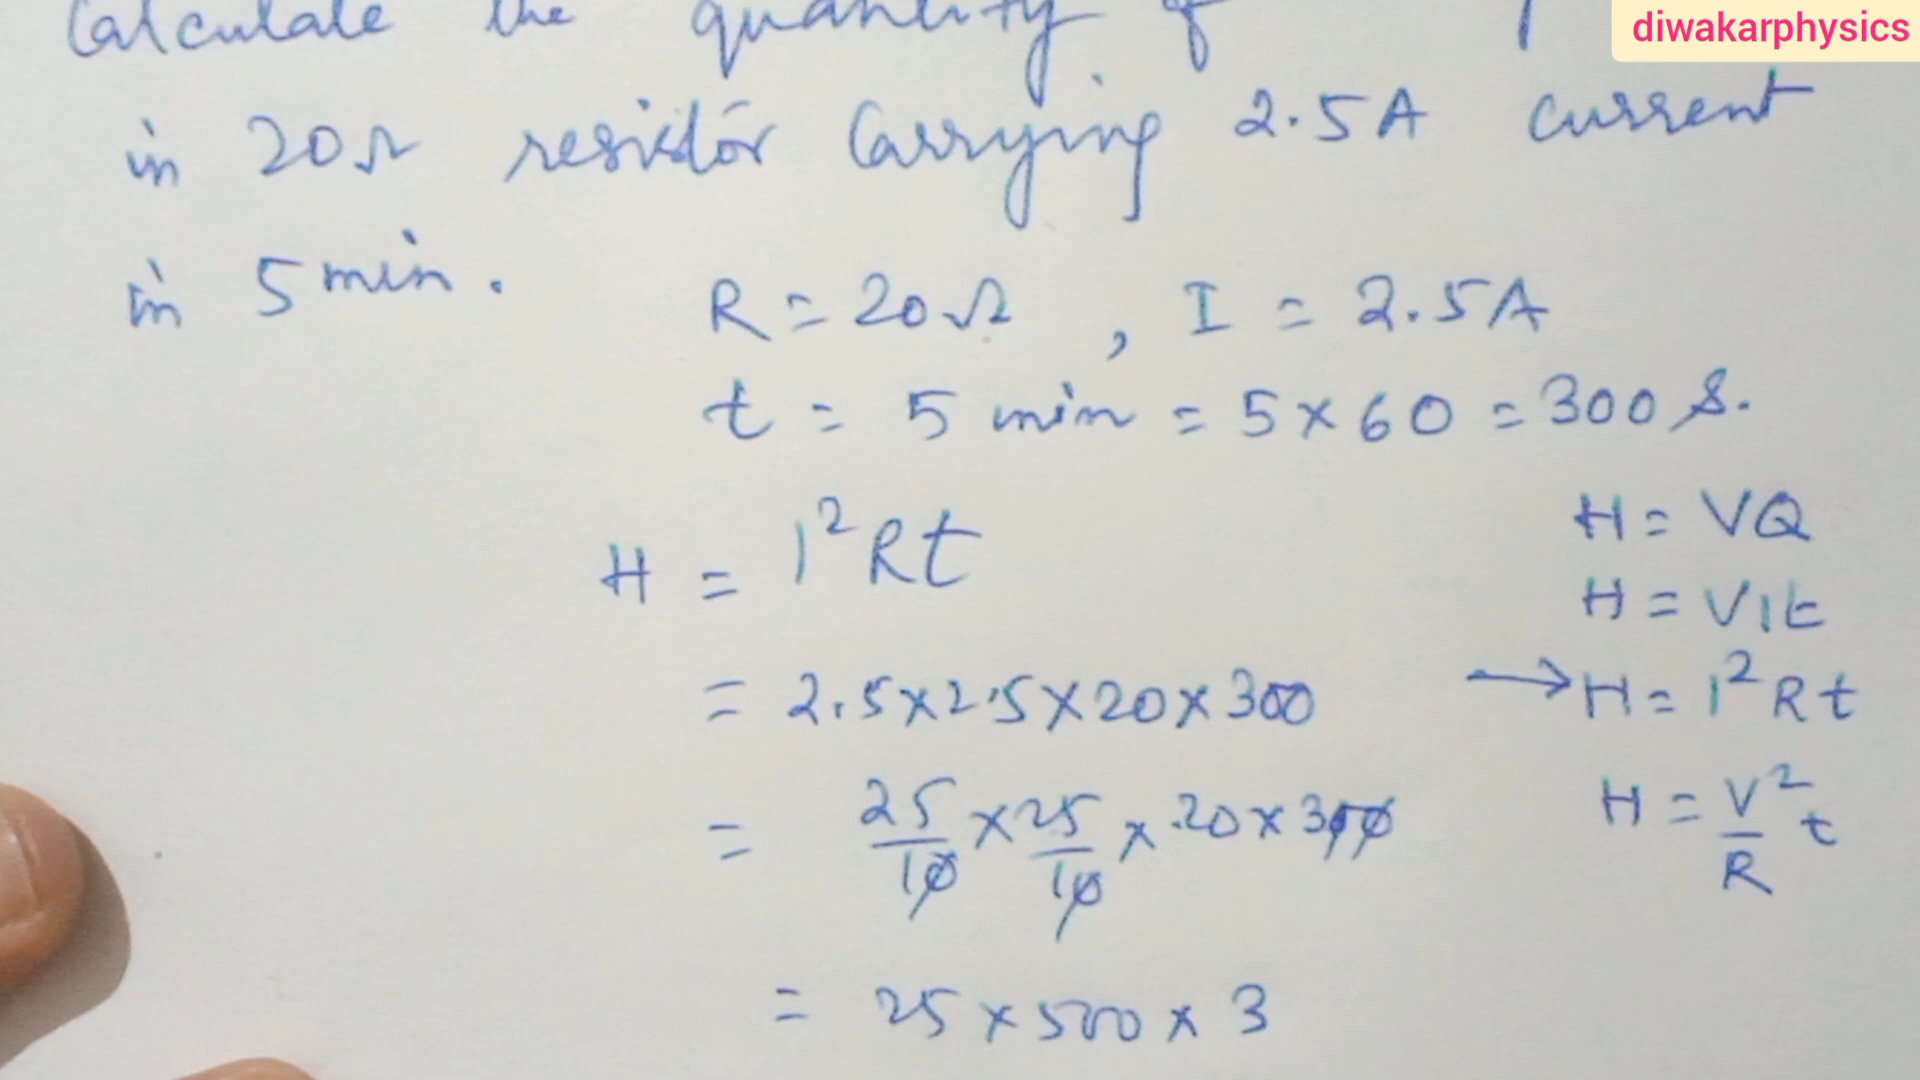 diwakarphysics
Calculate the quantity of
in 20Ω resistor Carrying 2.5A current
in 5 min.
R = 20Ω , I = 2.5A
t = 5 min = 5 × 60 = 300 s.
H = I²Rt
= 2.5×2.5×20×300
= 25/10 × 25/10 × 20 × 300
= 25 × 500 × 3
H = VQ
H = VIt
→ H = I²Rt
H = V²/R t